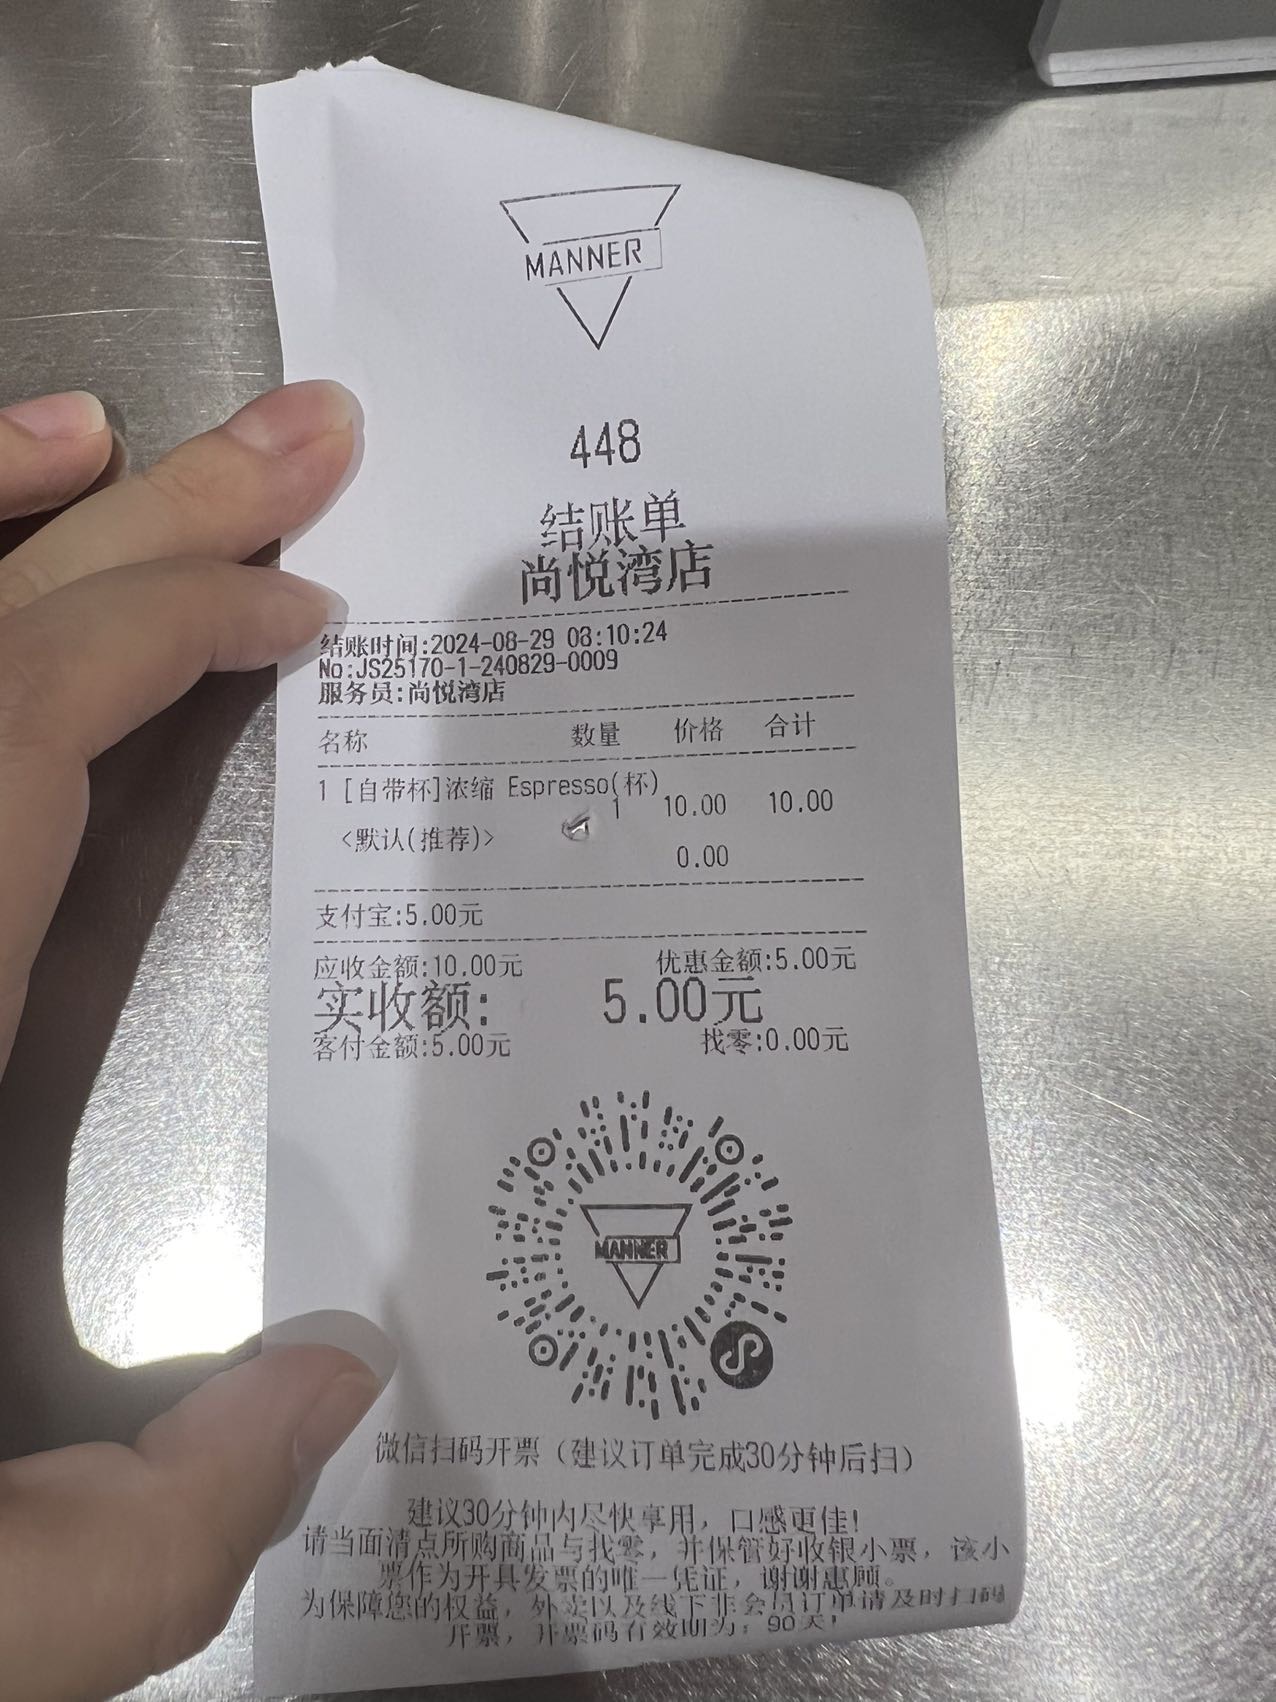 MANNER
448
结账单
尚悦湾店
结账时间:2024-08-29 08:10:24
No:JS25170-1-240829-0009
服务员:尚悦湾店
名称 数量 价格 合计
1 [自带杯]浓缩 Espresso(杯)
1 10.00 10.00
<默认(推荐)>
0.00
支付宝:5.00元
应收金额:10.00元 优惠金额:5.00元
实收额: 5.00元
客付金额:5.00元 找零:0.00元
MANNER
微信扫码开票（建议订单完成30分钟后扫）
建议30分钟内尽快享用，口感更佳!
请当面清点所购商品与找零，并保管好收银小票，该小
票作为开具发票的唯一凭证，谢谢惠顾。
为保障您的权益，外卖以及线下非会员订单请及时扫码
开票，开票码有效期为：90天!